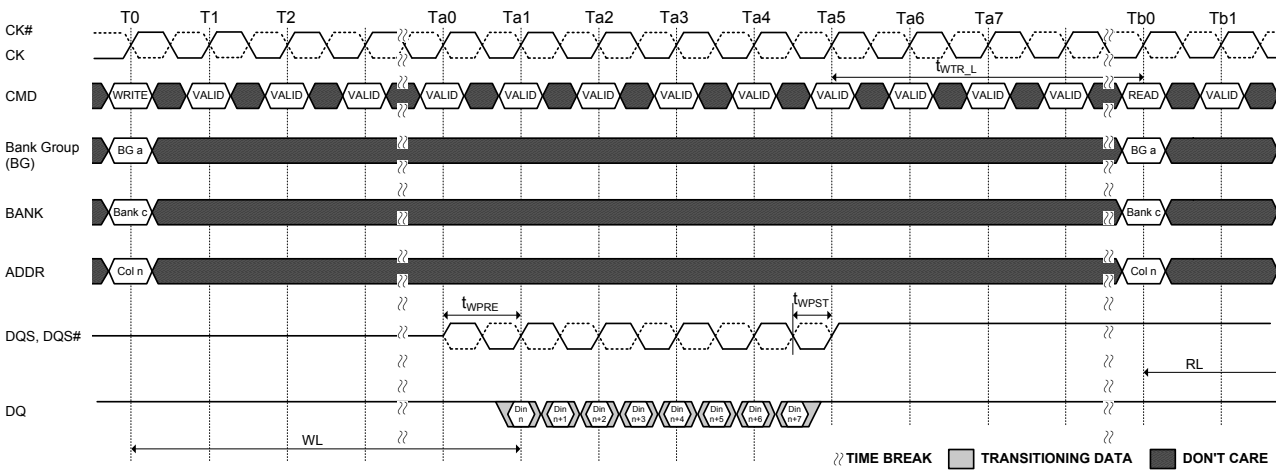 T0 T1 T2 Ta0 Ta1 Ta2 Ta3 Ta4 Ta5 Ta6 Ta7 Tb0 Tb1
CK#
CK
tWTR_L
CMD WRITE VALID VALID VALID VALID VALID VALID VALID VALID VALID VALID VALID VALID READ VALID
Bank Group
(BG) BG a BG a
BANK Bank c Bank c
ADDR Col n Col n
tWPRE tWPST
DQS, DQS#
RL
DQ Din n Din n+1 Din n+2 Din n+3 Din n+4 Din n+5 Din n+6 Din n+7
WL
TIME BREAK TRANSITIONING DATA DON'T CARE